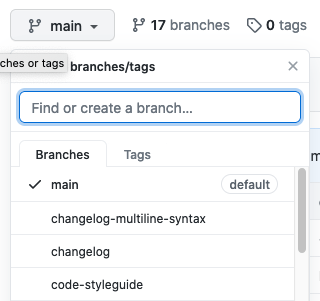 main
17 branches
0 tags
ches or tags
branches/tags
Find or create a branch...
Branches
Tags
main
default
changelog-multiline-syntax
changelog
code-styleguide